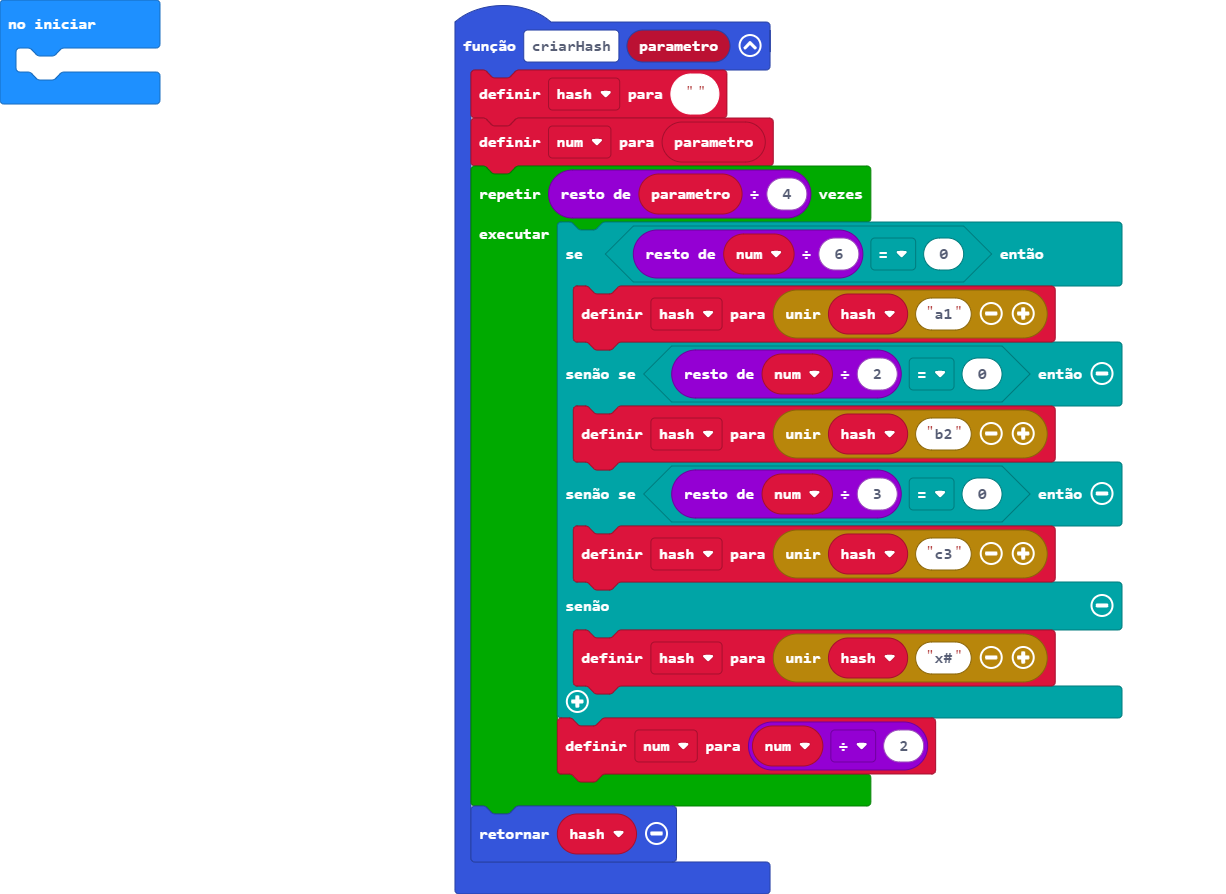 no iniciar
função criarHash parametro
definir hash para " "
definir num para parametro
repetir resto de parametro ÷ 4 vezes
executar
se resto de num ÷ 6 = 0 então
definir hash para unir hash "a1"
senão se resto de num ÷ 2 = 0 então
definir hash para unir hash "b2"
senão se resto de num ÷ 3 = 0 então
definir hash para unir hash "c3"
senão
definir hash para unir hash "x#"
definir num para num ÷ 2
retornar hash